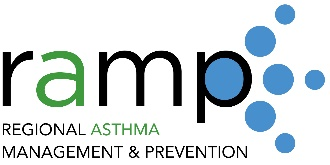 ramp
REGIONAL ASTHMA
MANAGEMENT & PREVENTION